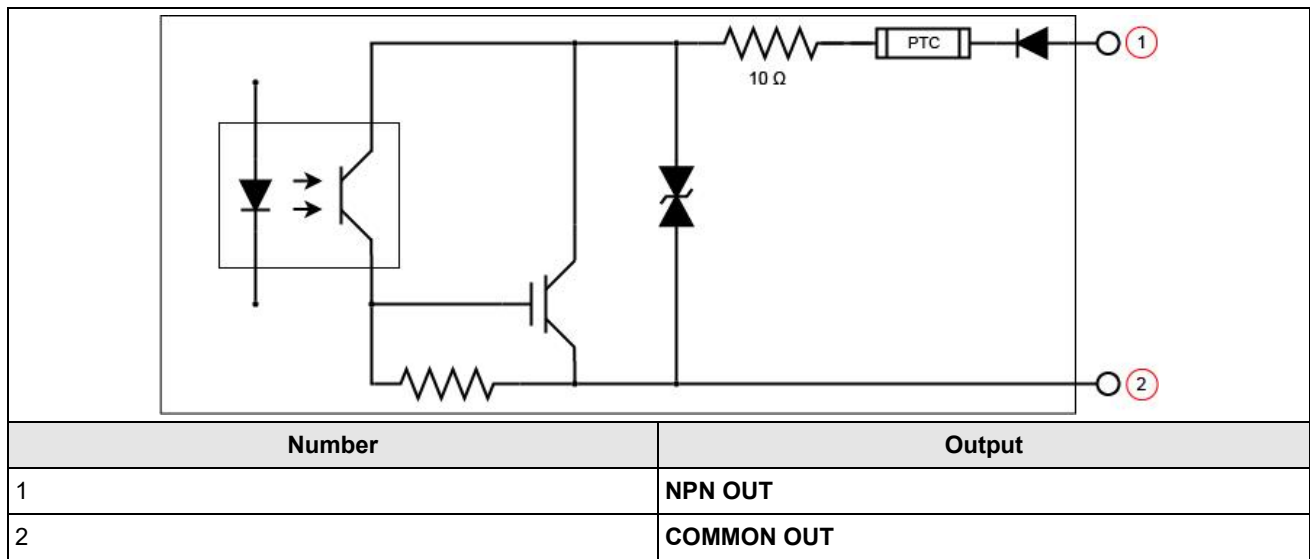 PTC
1
10 Ω
2
Number Output
1 NPN OUT
2 COMMON OUT